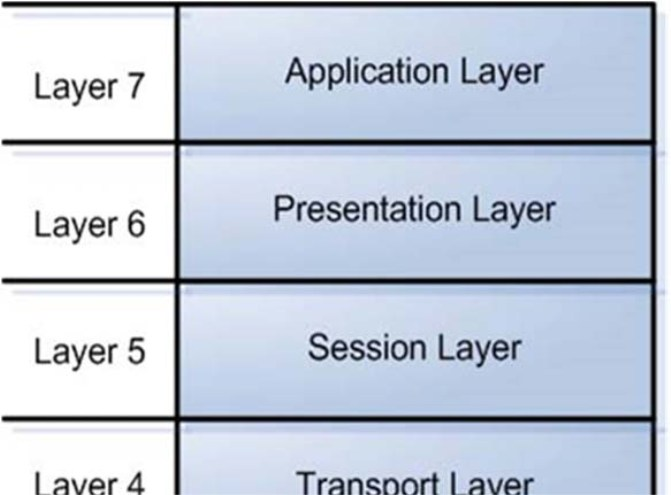 Layer 7
Application Layer
Layer 6
Presentation Layer
Layer 5
Session Layer
Layer 4
Transport Layer